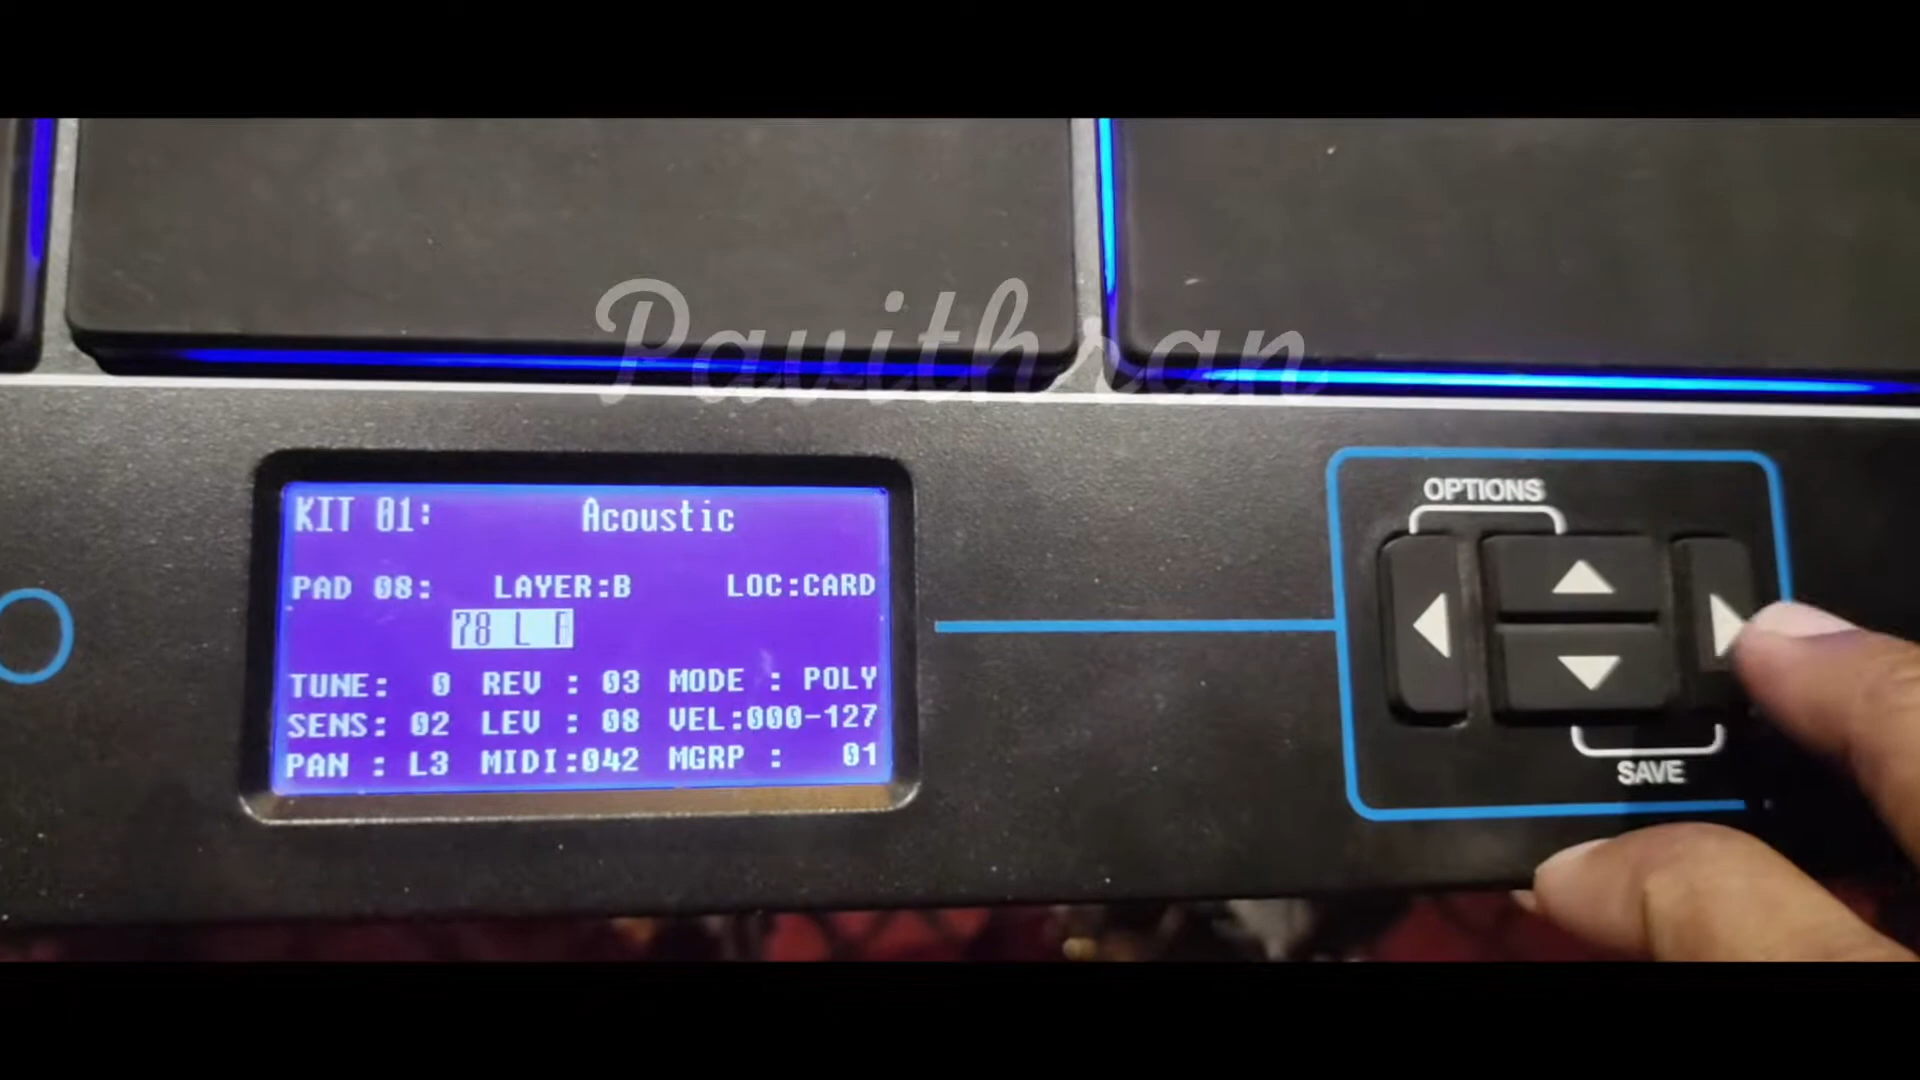 Pavithran
KIT 01: Acoustic
PAD 08: LAYER:B LOC:CARD
78 L
TUNE: 0 REV : 03 MODE : POLY
SENS: 02 LEV : 08 VEL:000-127
PAN : L3 MIDI:042 MGRP : 01
OPTIONS
SAVE